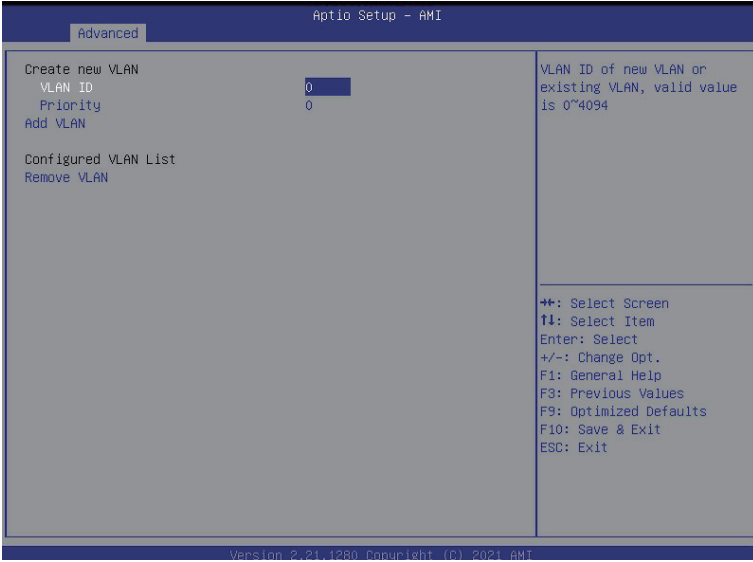 Aptio Setup - AMI
Advanced
Create new VLAN
VLAN ID 0
Priority 0
Add VLAN
Configured VLAN List
Remove VLAN
VLAN ID of new VLAN or
existing VLAN, valid value
is 0~4094
→←: Select Screen
↑↓: Select Item
Enter: Select
+/-: Change Opt.
F1: General Help
F3: Previous Values
F9: Optimized Defaults
F10: Save & Exit
ESC: Exit
Version 2.21.1280 Copyright (C) 2021 AMI